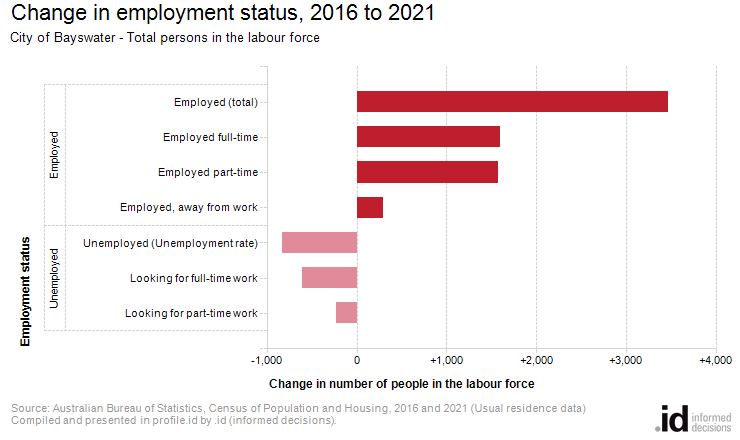 Change in employment status, 2016 to 2021
City of Bayswater - Total persons in the labour force
Employment status
Employed
Employed (total)
Employed full-time
Employed part-time
Employed, away from work
Unemployed
Unemployed (Unemployment rate)
Looking for full-time work
Looking for part-time work
-1,000 0 +1,000 +2,000 +3,000 +4,000
Change in number of people in the labour force
Source: Australian Bureau of Statistics, Census of Population and Housing, 2016 and 2021 (Usual residence data)
Compiled and presented in profile.id by .id (informed decisions).
.id informed
decisions